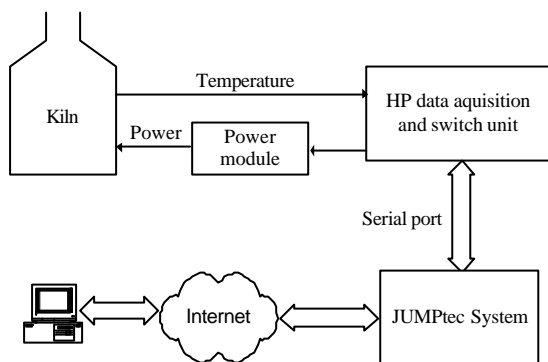 Temperature
Kiln
HP data aquisition
and switch unit
Power
Power
module
Serial port
Internet
JUMPtec System